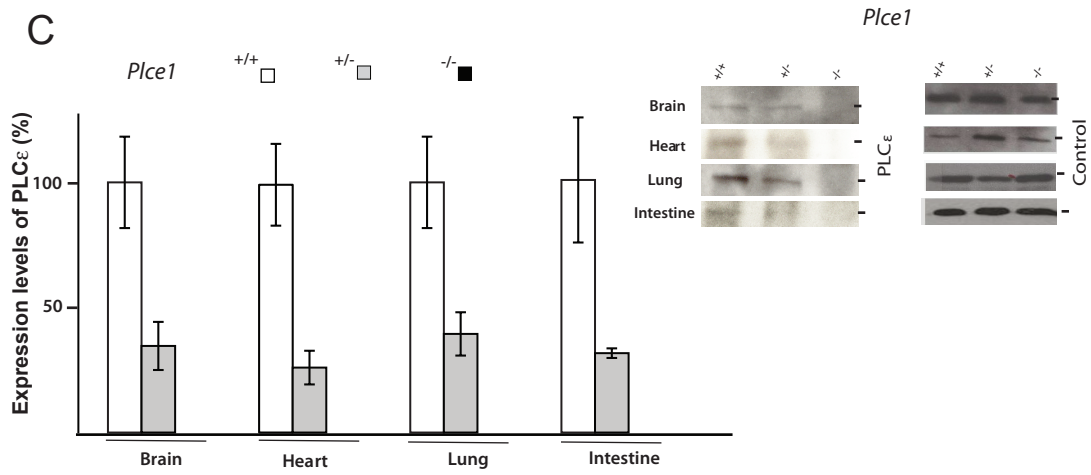 C
Plce1 +/+ +/- -/-
Expression levels of PLCε (%)
100
50
Brain Heart Lung Intestine
Plce1
+/+ +/- -/- +/+ +/- -/-
Brain
Heart
Lung
Intestine
PLCε
Control